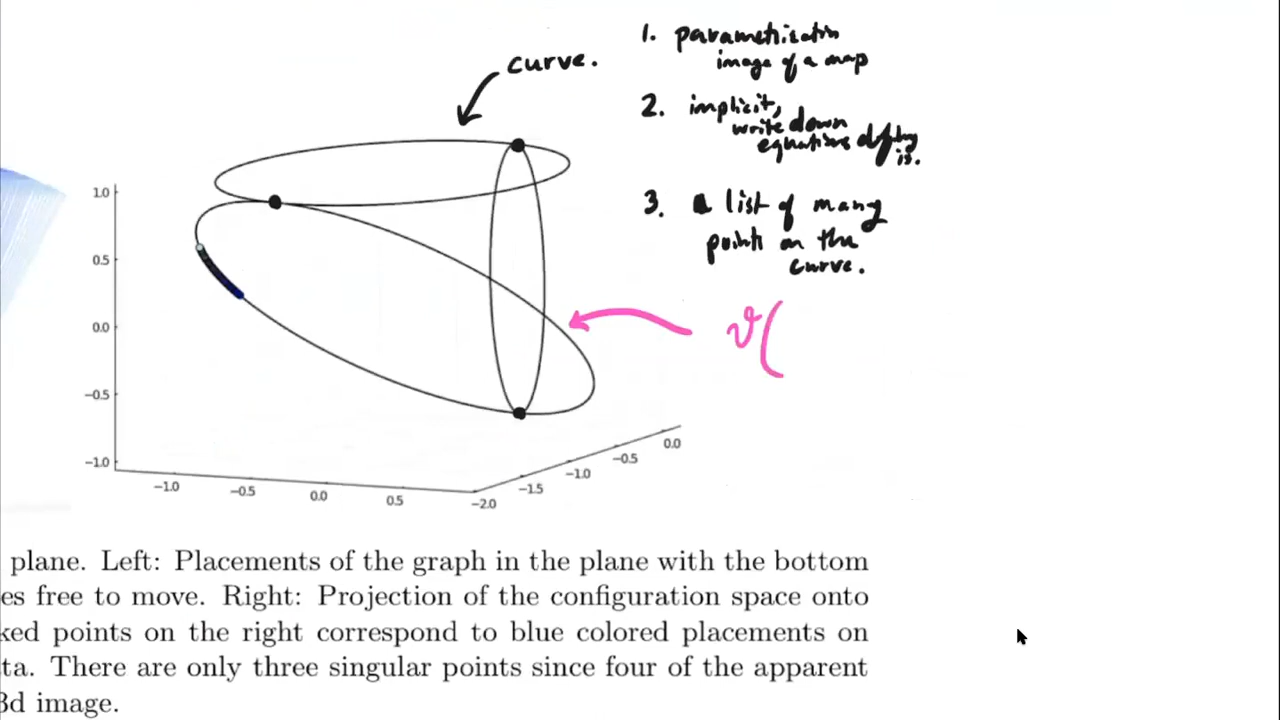 curve.
1. parametrization
image of a map
2. implicit,
write down
equations defining
is.
3. a list of many
points on the
curve.
1.0
0.5
0.0
−0.5
−1.0
−1.0
−0.5
0.0
0.5
−2.0
−1.5
−1.0
−0.5
0.0
plane. Left: Placements of the graph in the plane with the bottom
es free to move. Right: Projection of the configuration space onto
ked points on the right correspond to blue colored placements on
ta. There are only three singular points since four of the apparent
3d image.